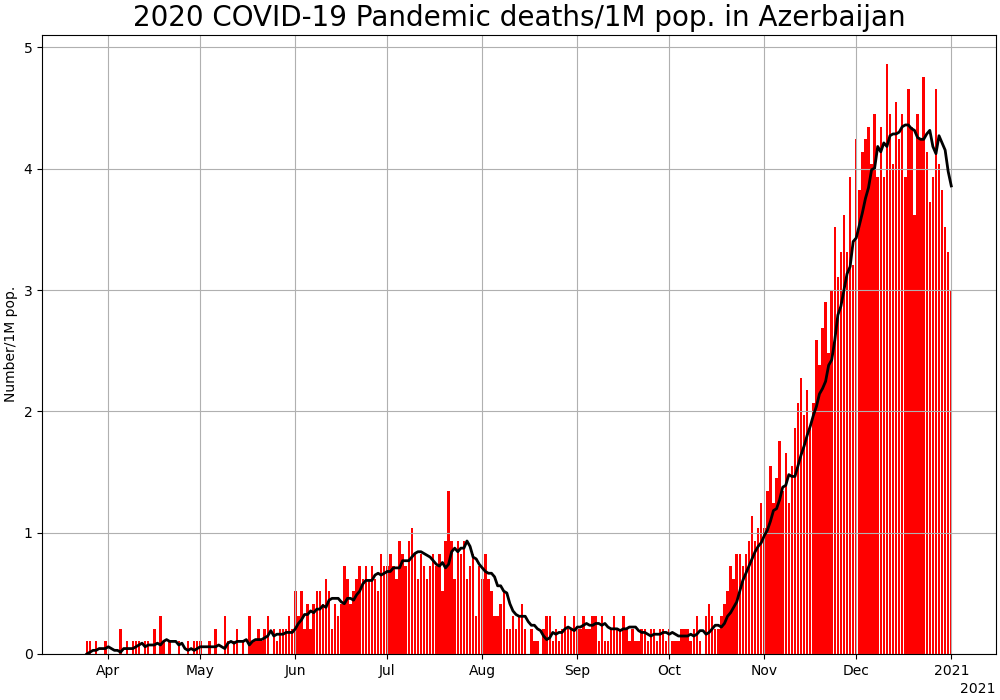 2020 COVID-19 Pandemic deaths/1M pop. in Azerbaijan
Number/1M pop.
5
4
3
2
1
0
Apr May Jun Jul Aug Sep Oct Nov Dec 2021
2021